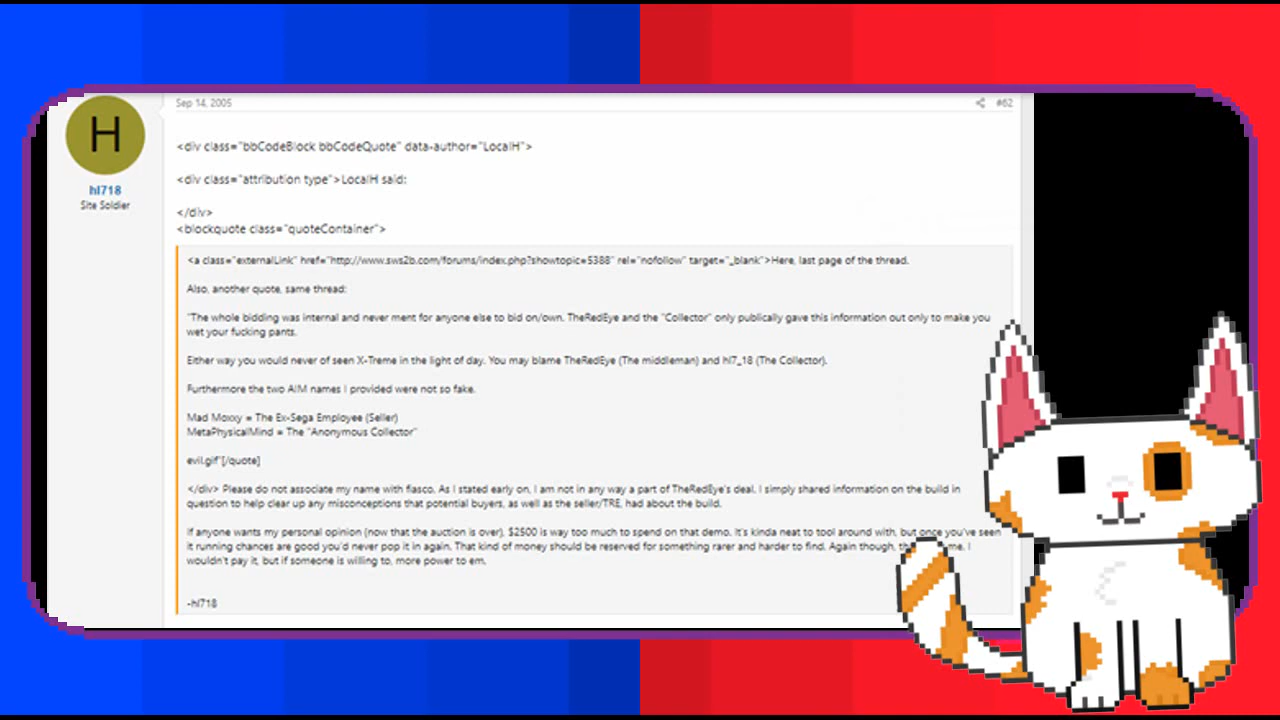 Sep 14, 2005
#62
H
hl718
Site Soldier
<div class="bbCodeBlock bbCodeQuote" data-author="LocalH">
<div class="attribution type">LocalH said:
</div>
<blockquote class="quoteContainer">
<a class="externalLink" href="http://www.sws2b.com/forums/index.php?showtopic=5388" rel="nofollow" target="_blank">Here, last page of the thread.
Also, another quote, same thread:
"The whole bidding was internal and never ment for anyone else to bid on/own. TheRedEye and the "Collector" only publically gave this information out only to make you
wet your fucking pants.
Either way you would never of seen X-Treme in the light of day. You may blame TheRedEye (The middleman) and hl7_18 (The Collector).
Furthermore the two AIM names I provided were not so fake.
Mad Moxxy = The Ex-Sega Employee (Seller)
MetaPhysicalMind = The "Anonymous Collector"
evil.gif"[/quote]
</div> Please do not associate my name with fiasco. As I stated early on, I am not in any way a part of TheRedEye's deal. I simply shared information on the build in
question to help clear up any misconceptions that potential buyers, as well as the seller/TRE, had about the build.
If anyone wants my personal opinion (now that the auction is over), $2500 is way too much to spend on that demo. It's kinda neat to tool around with, but once you've seen
it running chances are good you'd never pop it in again. That kind of money should be reserved for something rarer and harder to find. Again though, me. I
wouldn't pay it, but if someone is willing to, more power to em.
-hl718